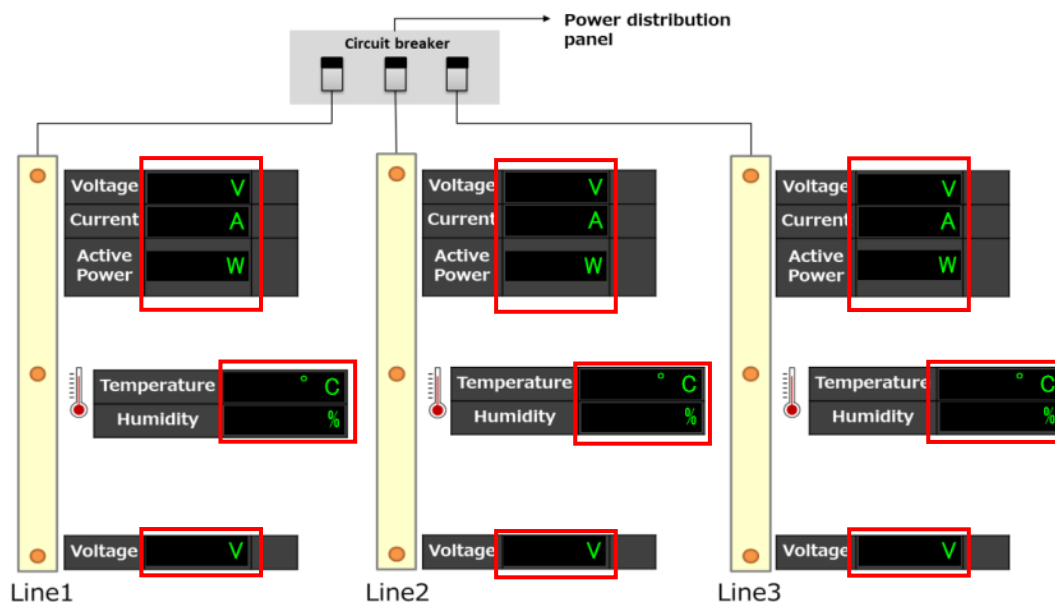 Power distribution
panel
Circuit breaker
Voltage V
Current A
Active
Power W
Temperature ° C
Humidity %
Voltage V
Line1
Voltage V
Current A
Active
Power W
Temperature ° C
Humidity %
Voltage V
Line2
Voltage V
Current A
Active
Power W
Temperature ° C
Humidity %
Voltage V
Line3